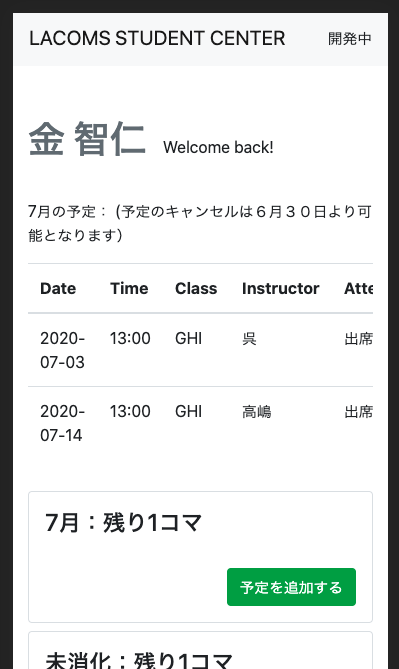 LACOMS STUDENT CENTER 開発中
金 智仁 Welcome back!
7月の予定： (予定のキャンセルは６月３０日より可
能となります）
Date Time Class Instructor Atte
2020-07-03 13:00 GHI 呉 出席
2020-07-14 13:00 GHI 高嶋 出席
7月：残り1コマ
予定を追加する
未消化：残り1コマ